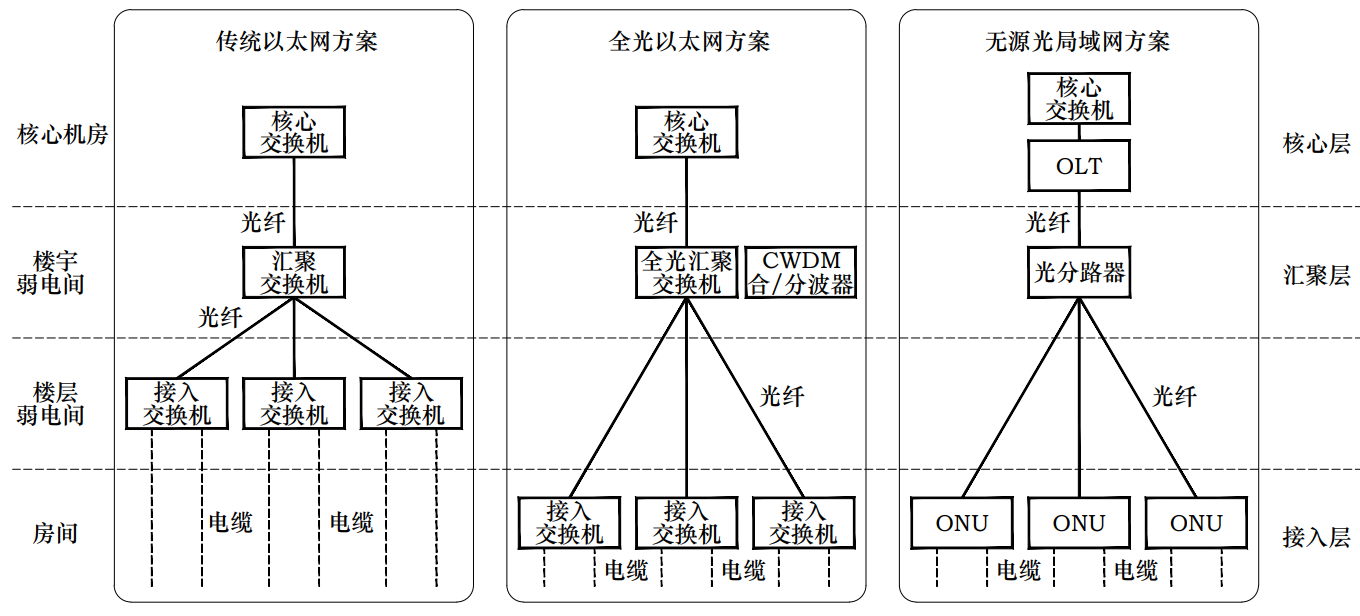 传统以太网方案
全光以太网方案
无源光局域网方案
核心机房
核心
交换机
核心
交换机
核心
交换机
OLT
核心层
光纤
光纤
光纤
楼宇
弱电间
汇聚
交换机
全光汇聚
交换机
CWDM
合/分波器
光分路器
汇聚层
光纤
楼层
弱电间
接入
交换机
接入
交换机
接入
交换机
光纤
光纤
房间
电缆
电缆
接入
交换机
接入
交换机
接入
交换机
电缆
电缆
ONU
ONU
ONU
电缆
电缆
接入层